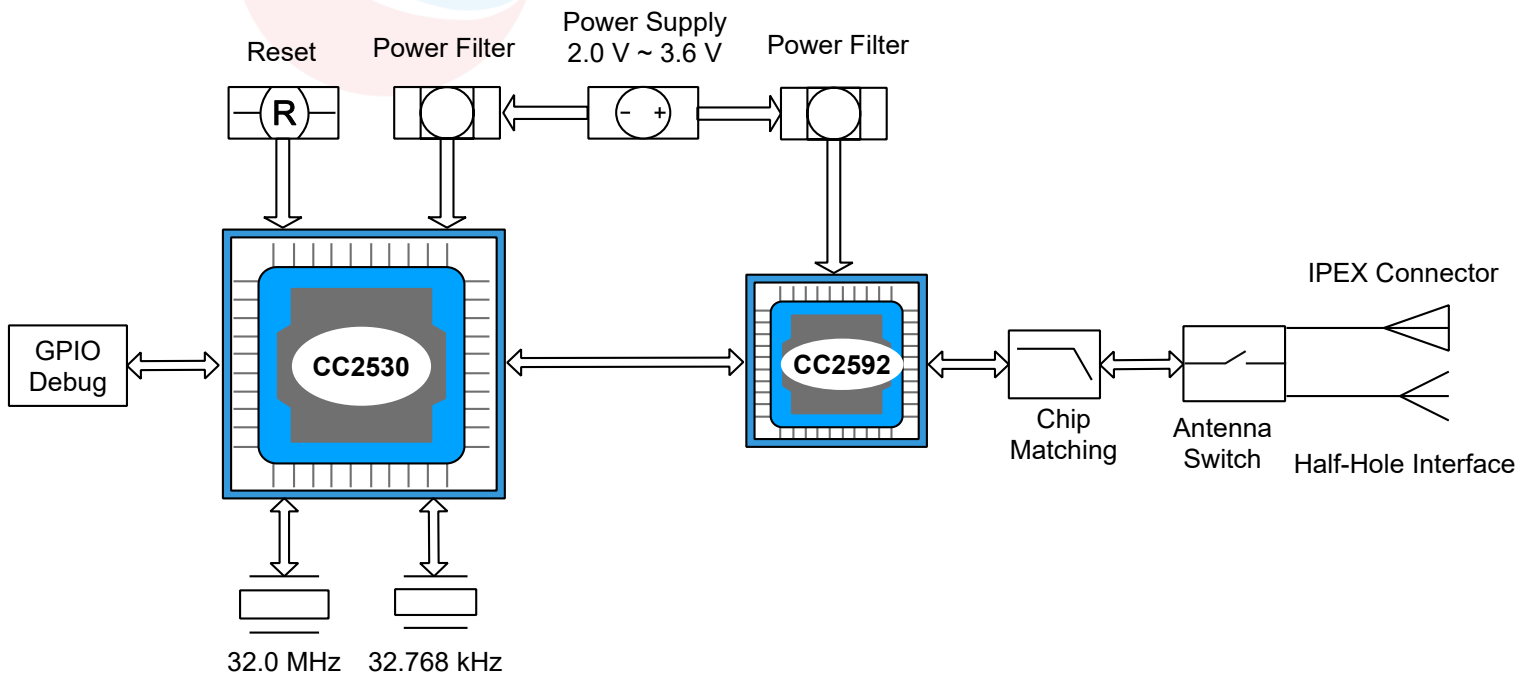 Power Supply
2.0 V ~ 3.6 V
Reset
Power Filter
Power Filter
R
- +
IPEX Connector
GPIO
Debug
CC2530
CC2592
Chip
Matching
Antenna
Switch
Half-Hole Interface
32.0 MHz
32.768 kHz